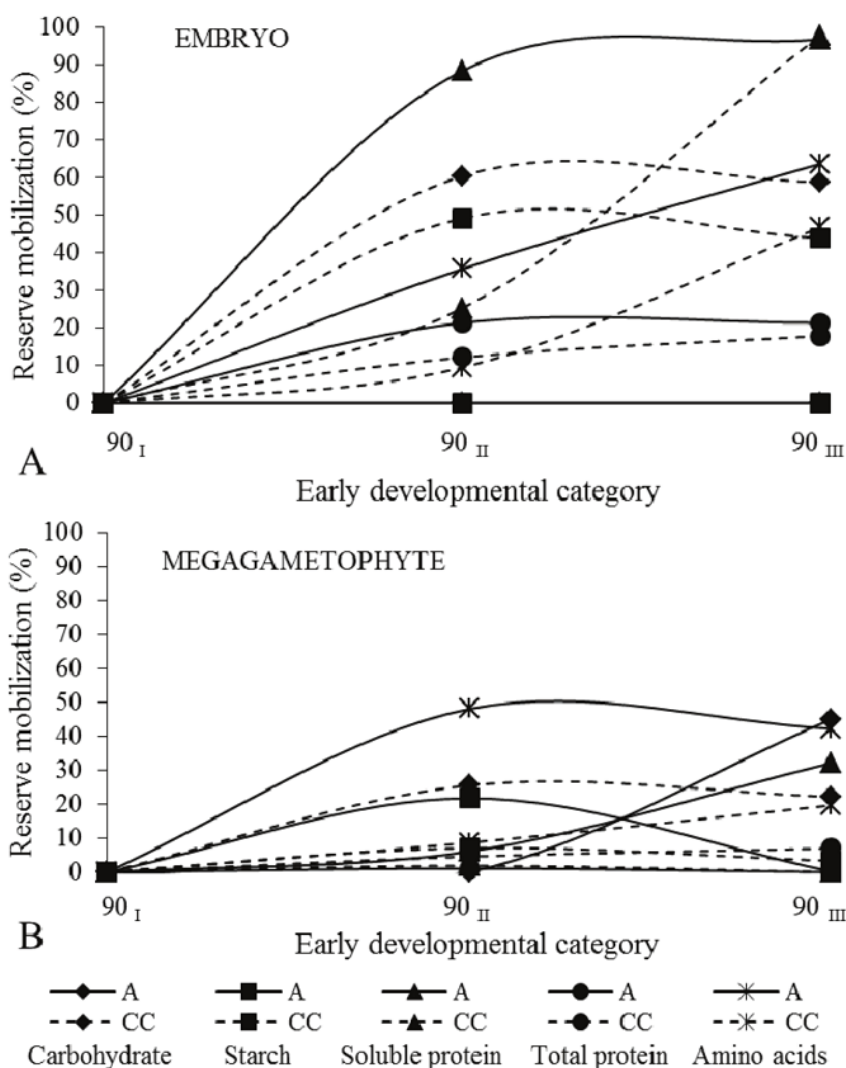 100
EMBRYO
90
80
70
60
50
40
30
20
10
0
Reserve mobilization (%)
90 I 90 II 90 III
A
Early developmental category
100
MEGAGAMETOPHYTE
90
80
70
60
50
40
30
20
10
0
Reserve mobilization (%)
90 I 90 II 90 III
B
Early developmental category
A A A A A
CC CC CC CC CC
Carbohydrate Starch Soluble protein Total protein Amino acids